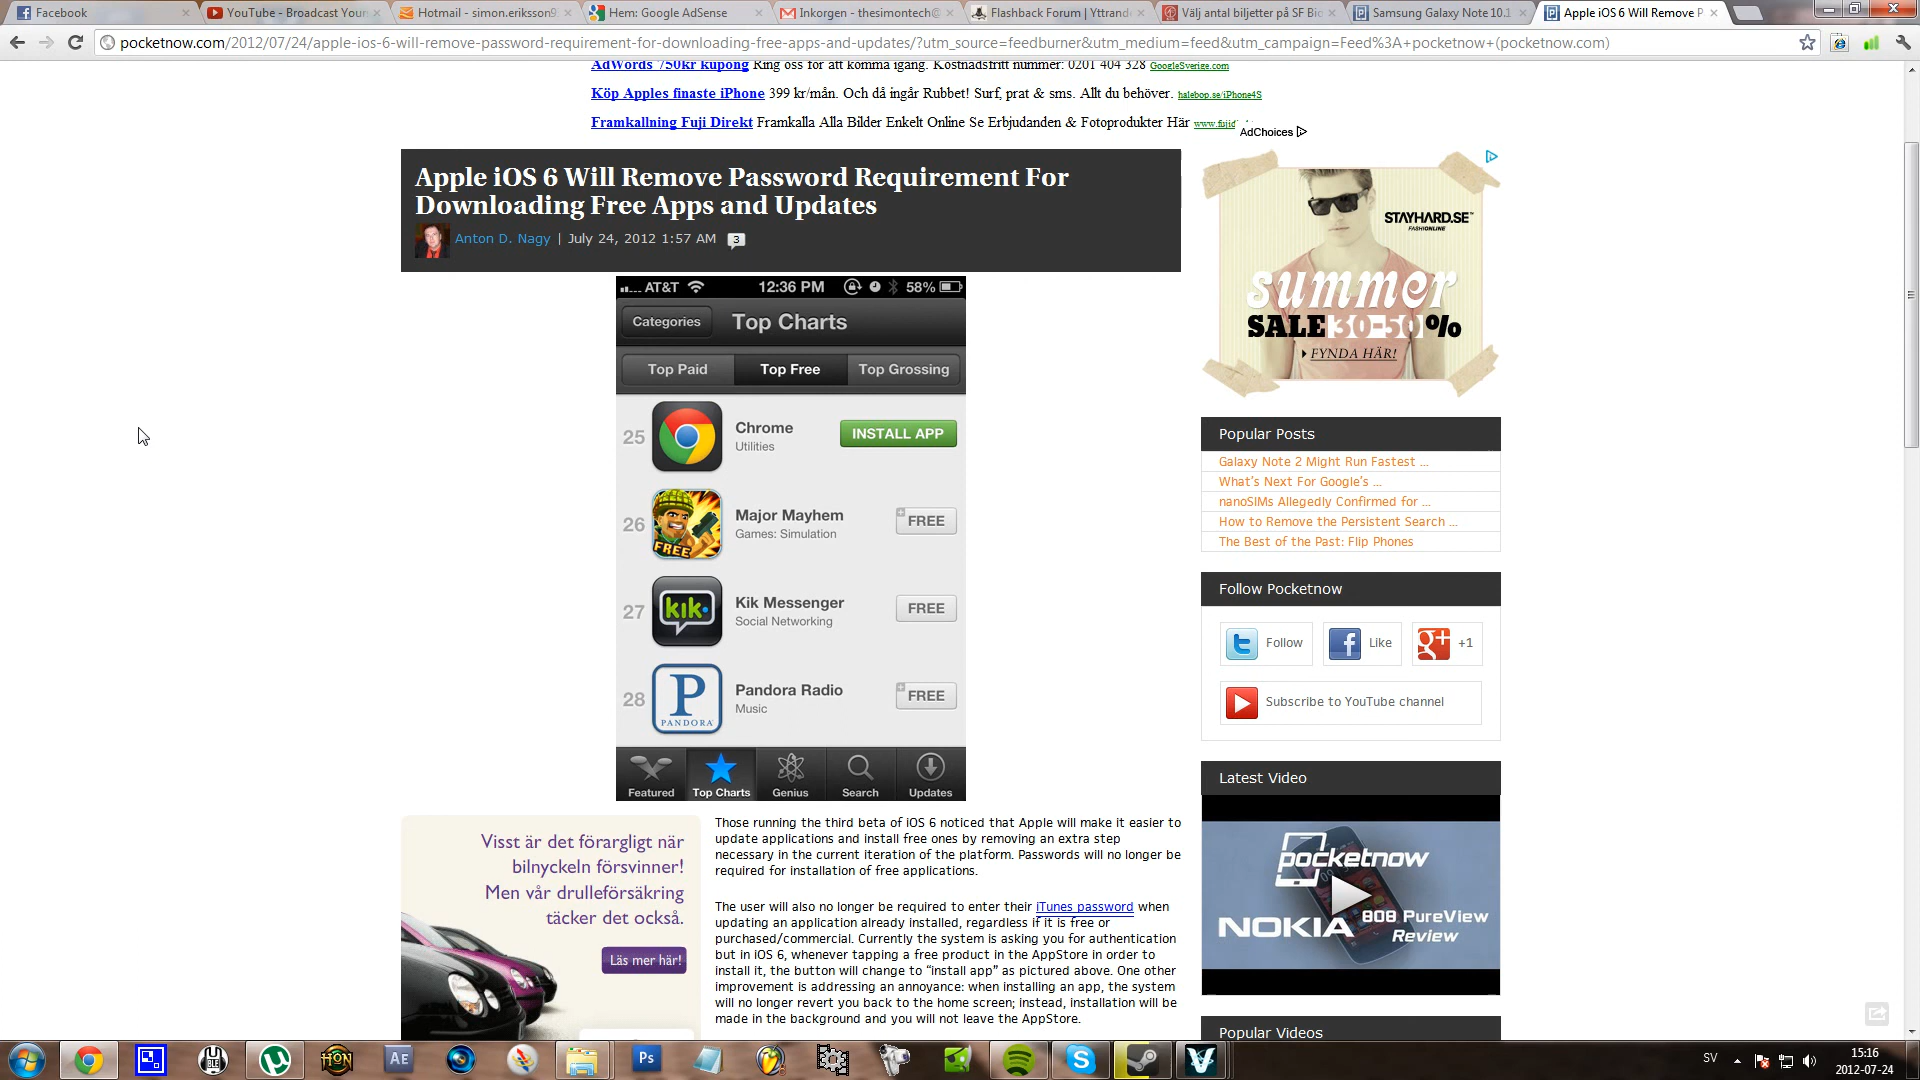 Facebook
YouTube - Broadcast Your
Hotmail - simon.eriksson9
Hem: Google AdSense
Inkorgen - thesimontech@
Flashback Forum | Yttrand
Välj antal biljetter på SF Bio
Samsung Galaxy Note 10.1
Apple iOS 6 Will Remove P
pocketnow.com/2012/07/24/apple-ios-6-will-remove-password-requirement-for-downloading-free-apps-and-updates/?utm_source=feedburner&utm_medium=feed&utm_campaign=Feed%3A+pocketnow+(pocketnow.com)
AdWords 750kr kupong Ring oss för att komma igång. Kostnadsfritt nummer: 0201 404 328 GoogleSverige.com
Köp Apples finaste iPhone 399 kr/mån. Och då ingår Rubbet! Surf, prat & sms. Allt du behöver. halebop.se/iPhone4S
Framkallning Fuji Direkt Framkalla Alla Bilder Enkelt Online Se Erbjudanden & Fotoprodukter Här
AdChoices
Apple iOS 6 Will Remove Password Requirement For
Downloading Free Apps and Updates
Anton D. Nagy | July 24, 2012 1:57 AM 3
AT&T 12:36 PM 58%
Categories Top Charts
Top Paid Top Free Top Grossing
25 Chrome INSTALL APP
Utilities
26 Major Mayhem FREE
Games: Simulation
FREE
27 Kik Messenger FREE
Social Networking
kik
28 Pandora Radio FREE
Music
P
PANDORA
Featured Top Charts Genius Search Updates
Visst är det förargligt när
bilnyckeln försvinner!
Men vår drulleförsäkring
täcker det också.
Läs mer här!
Those running the third beta of iOS 6 noticed that Apple will make it easier to
update applications and install free ones by removing an extra step
necessary in the current iteration of the platform. Passwords will no longer be
required for installation of free applications.
The user will also no longer be required to enter their iTunes password when
updating an application already installed, regardless if it is free or
purchased/commercial. Currently the system is asking you for authentication
but in iOS 6, whenever tapping a free product in the AppStore in order to
install it, the button will change to “install app” as pictured above. One other
improvement is addressing an annoyance: when installing an app, the system
will no longer revert you back to the home screen; instead, installation will be
made in the background and you will not leave the AppStore.
STAYHARD.SE
FASHIONLINE
summer
SALE 30-50%
FYNDA HÄR!
Popular Posts
Galaxy Note 2 Might Run Fastest ...
What's Next For Google's ...
nanoSIMs Allegedly Confirmed for ...
How to Remove the Persistent Search ...
The Best of the Past: Flip Phones
Follow Pocketnow
Follow Like +1
Subscribe to YouTube channel
Latest Video
pocketnow
NOKIA 808 PureView
Review
Popular Videos
HON
Ae
Ps
SV
15:16
2012-07-24